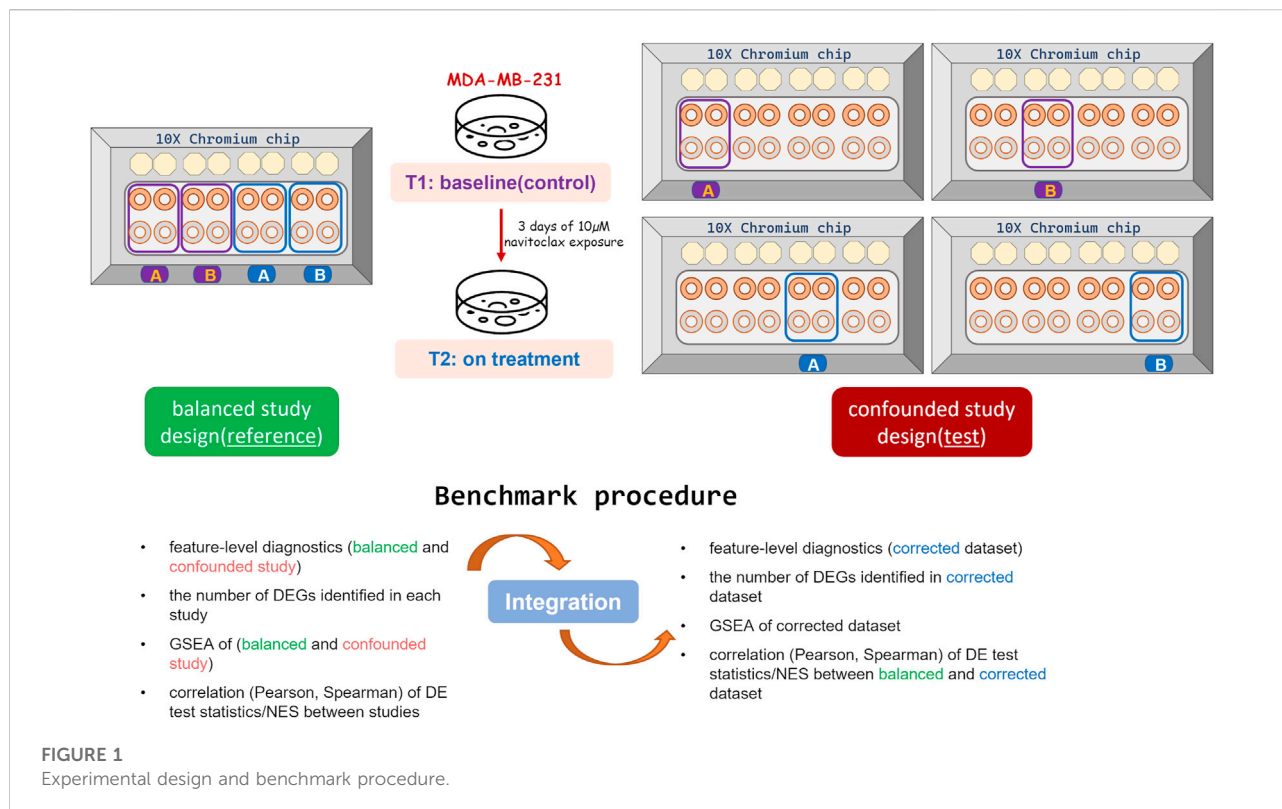 10X Chromium chip
A B A B
MDA-MB-231
T1: baseline(control)
3 days of 10µM
navitoclax exposure
T2: on treatment
10X Chromium chip
A
10X Chromium chip
B
10X Chromium chip
A
10X Chromium chip
B
balanced study
design(reference)
confounded study
design(test)
Benchmark procedure
• feature-level diagnostics (balanced and
confounded study)
• the number of DEGs identified in each
study
• GSEA of (balanced and confounded
study)
• correlation (Pearson, Spearman) of DE
test statistics/NES between studies
Integration
• feature-level diagnostics (corrected dataset)
• the number of DEGs identified in corrected
dataset
• GSEA of corrected dataset
• correlation (Pearson, Spearman) of DE test
statistics/NES between balanced and corrected
dataset
FIGURE 1
Experimental design and benchmark procedure.